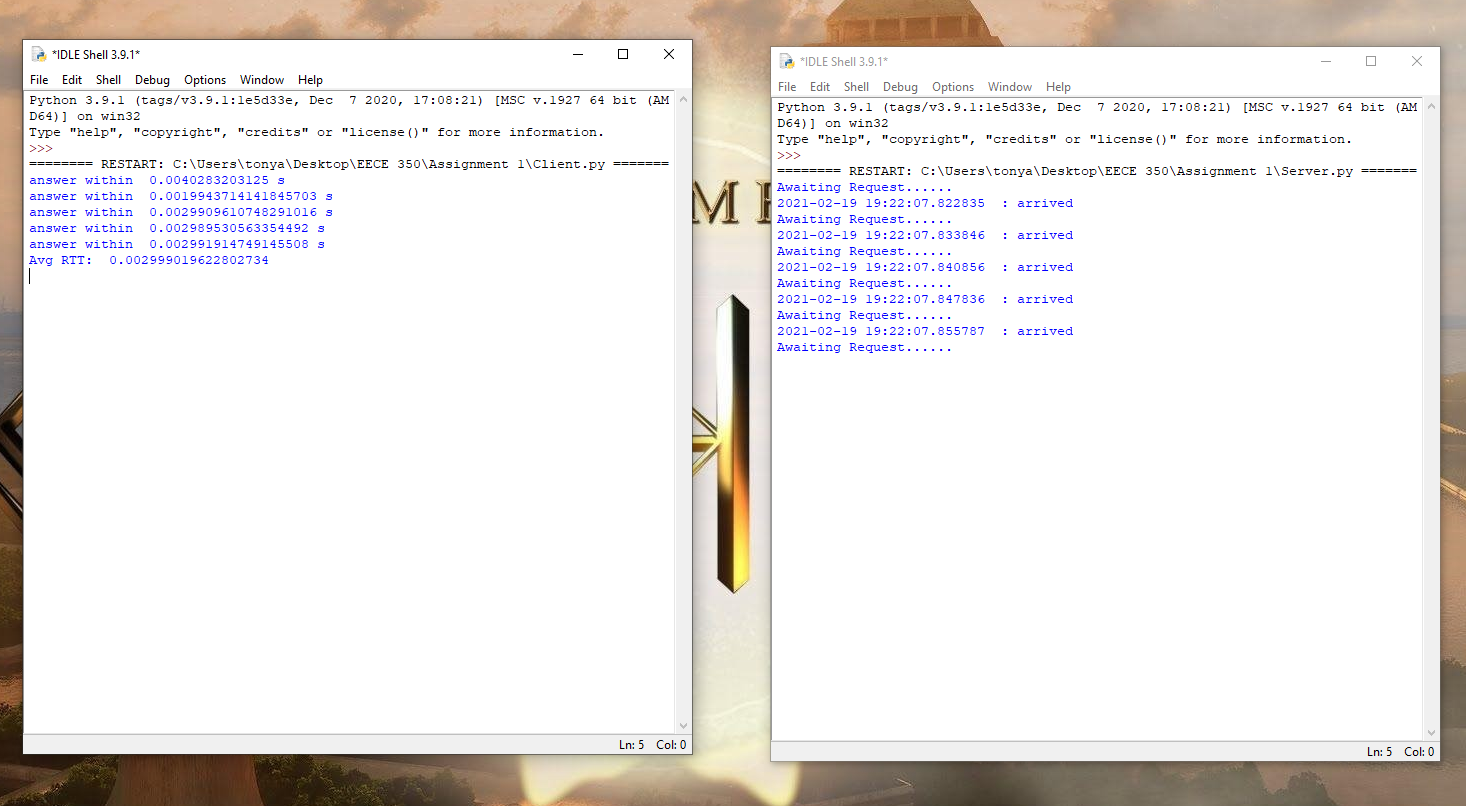 *IDLE Shell 3.9.1*
File Edit Shell Debug Options Window Help
Python 3.9.1 (tags/v3.9.1:1e5d33e, Dec  7 2020, 17:08:21) [MSC v.1927 64 bit (AM
D64)] on win32
Type "help", "copyright", "credits" or "license()" for more information.
>>>
======== RESTART: C:\Users\tonya\Desktop\EECE 350\Assignment 1\Client.py =======
answer within  0.0040283203125 s
answer within  0.0019943714141845703 s
answer within  0.0029909610748291016 s
answer within  0.002989530563354492 s
answer within  0.002991914749145508 s
Avg RTT:  0.002999019622802734
Ln: 5 Col: 0
*IDLE Shell 3.9.1*
File Edit Shell Debug Options Window Help
Python 3.9.1 (tags/v3.9.1:1e5d33e, Dec  7 2020, 17:08:21) [MSC v.1927 64 bit (AM
D64)] on win32
Type "help", "copyright", "credits" or "license()" for more information.
>>>
======== RESTART: C:\Users\tonya\Desktop\EECE 350\Assignment 1\Server.py =======
Awaiting Request......
2021-02-19 19:22:07.822835  : arrived
Awaiting Request......
2021-02-19 19:22:07.833846  : arrived
Awaiting Request......
2021-02-19 19:22:07.840856  : arrived
Awaiting Request......
2021-02-19 19:22:07.847836  : arrived
Awaiting Request......
2021-02-19 19:22:07.855787  : arrived
Awaiting Request......
Ln: 5 Col: 0